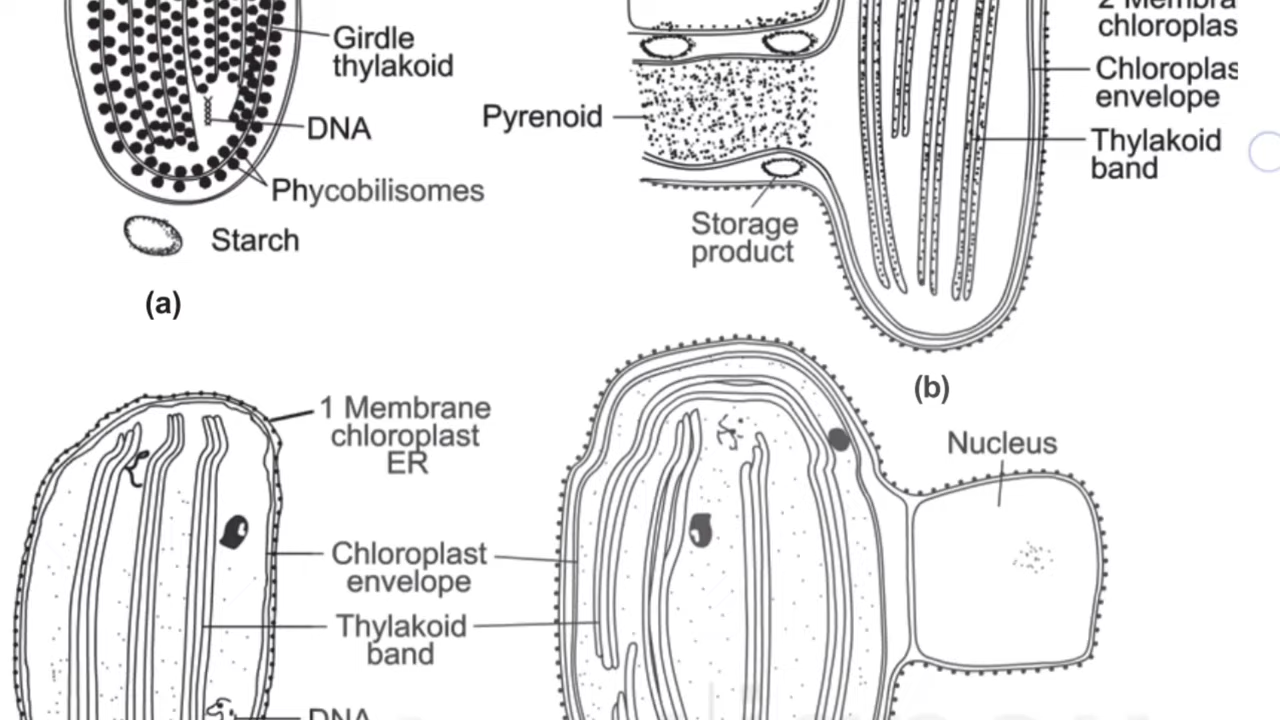 Girdle
thylakoid
DNA
Phycobilisomes
Starch
(a)
chloroplas
Chloroplas
envelope
Thylakoid
band
Pyrenoid
Storage
product
(b)
1 Membrane
chloroplast
ER
Nucleus
Chloroplast
envelope
Thylakoid
band
DNA